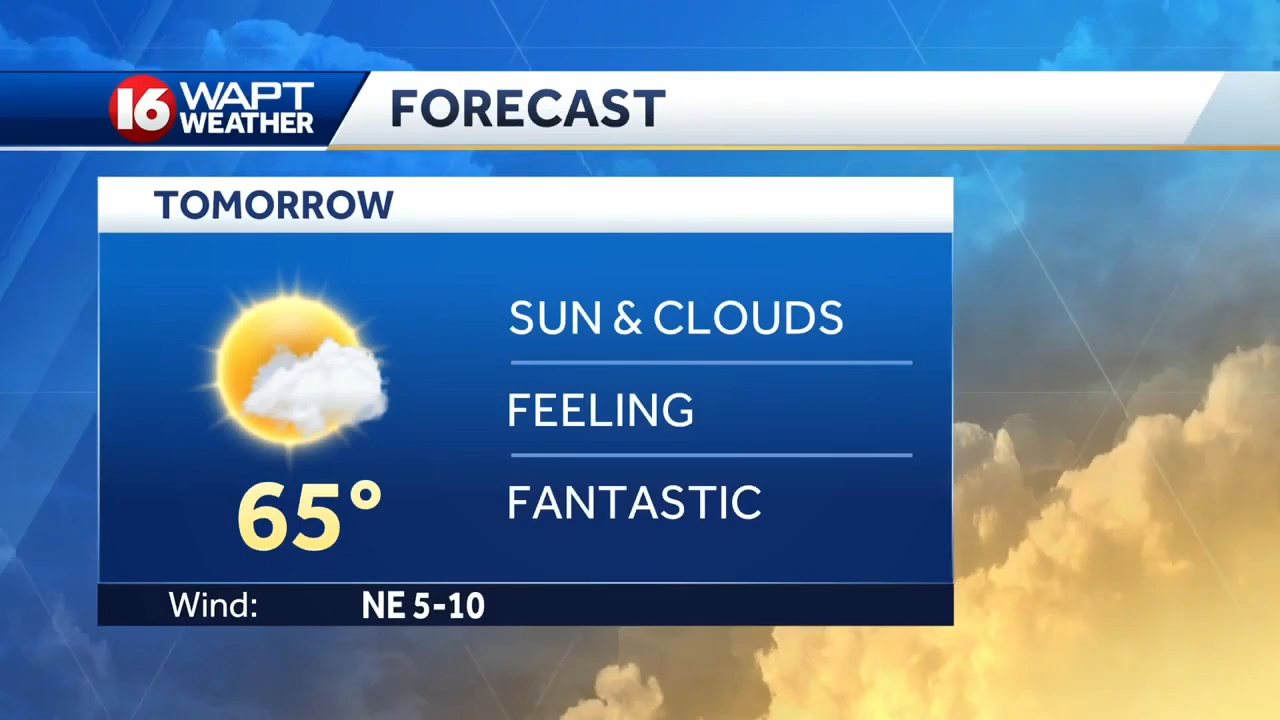 16 WAPT WEATHER
FORECAST
TOMORROW
SUN & CLOUDS
FEELING
FANTASTIC
65°
Wind: NE 5-10